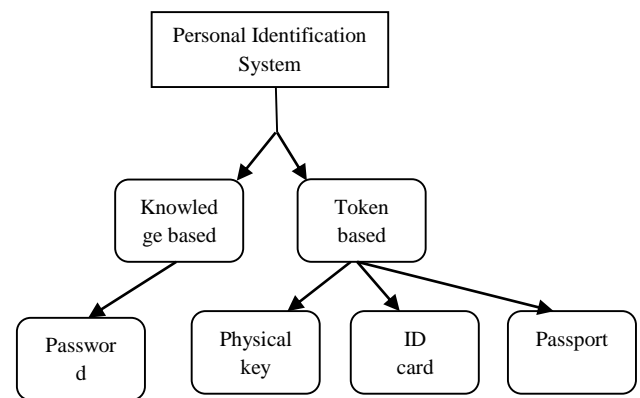 Personal Identification
System
Knowled
ge based
Token
based
Passwor
d
Physical
key
ID
card
Passport